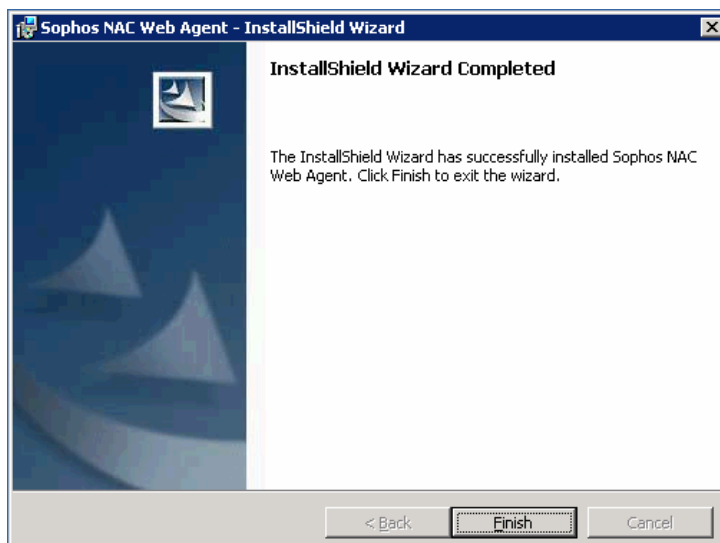 Sophos NAC Web Agent - InstallShield Wizard
InstallShield Wizard Completed
The InstallShield Wizard has successfully installed Sophos NAC
Web Agent. Click Finish to exit the wizard.
< Back
Finish
Cancel